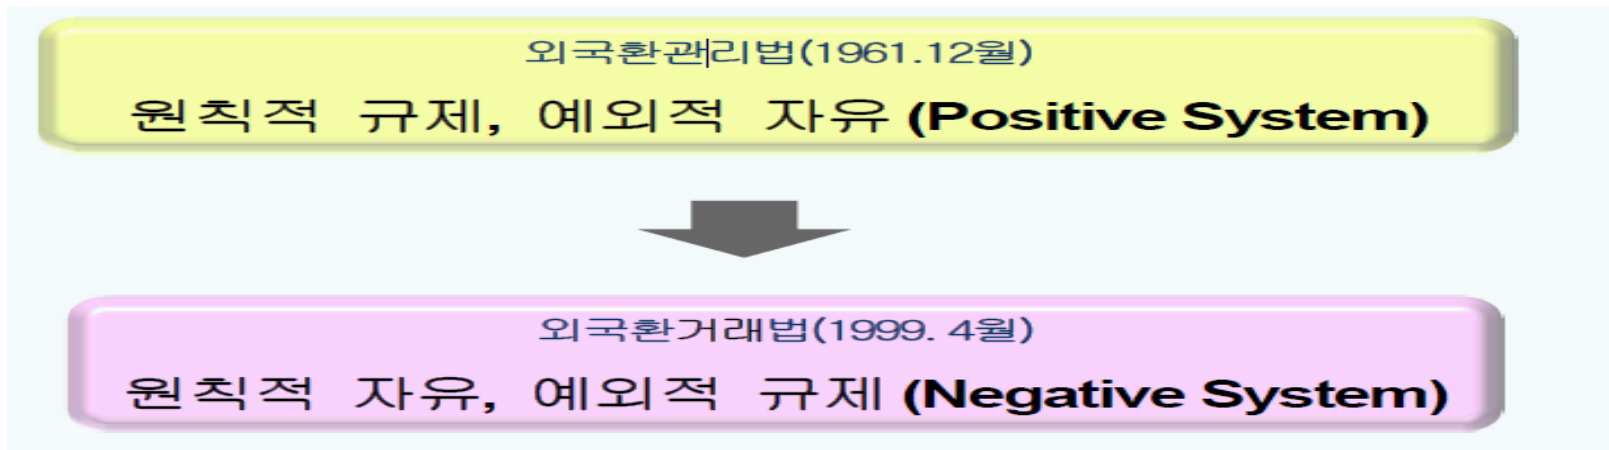 외국환관리법(1961.12월)
원칙적 규제, 예외적 자유 (Positive System)
외국환거래법(1999. 4월)
원칙적 자유, 예외적 규제 (Negative System)